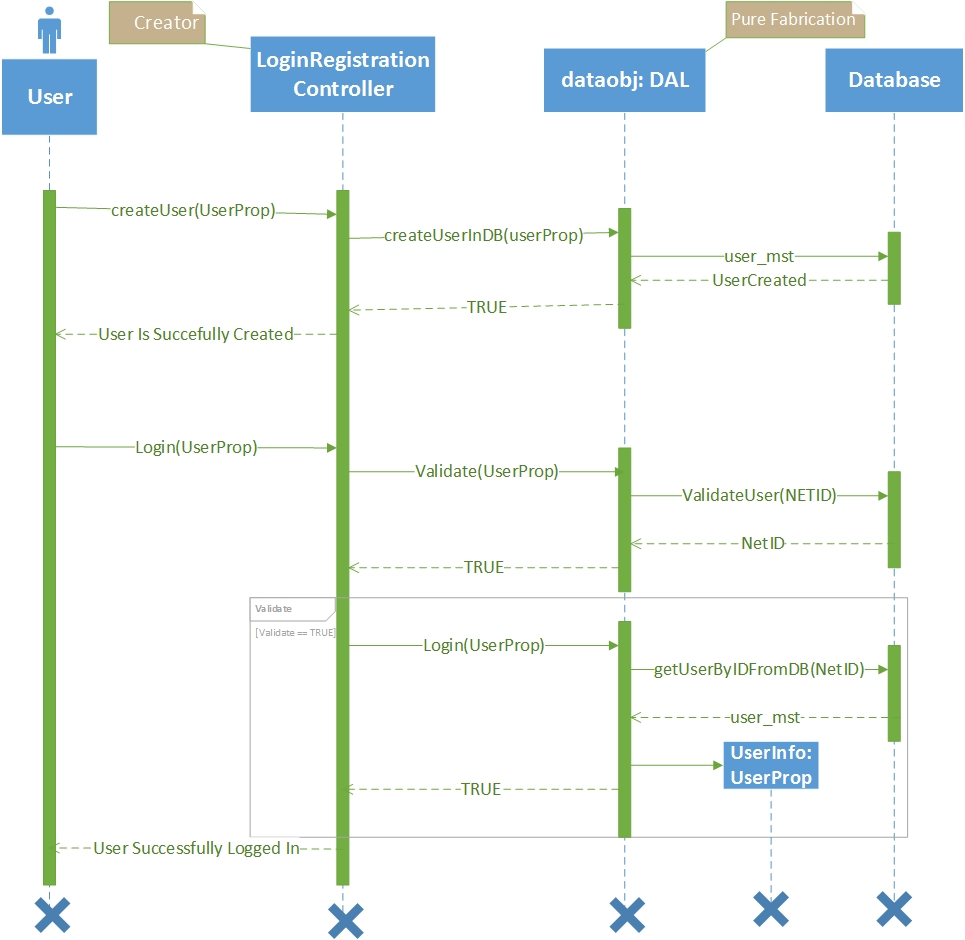 Creator
Pure Fabrication
User
LoginRegistration
Controller
dataobj: DAL
Database
createUser(UserProp)
createUserInDB(userProp)
user_mst
UserCreated
TRUE
User Is Succefully Created
Login(UserProp)
Validate(UserProp)
ValidateUser(NETID)
NetID
TRUE
Validate
[Validate == TRUE]
Login(UserProp)
getUserByIDFromDB(NetID)
user_mst
UserInfo:
UserProp
TRUE
User Successfully Logged In